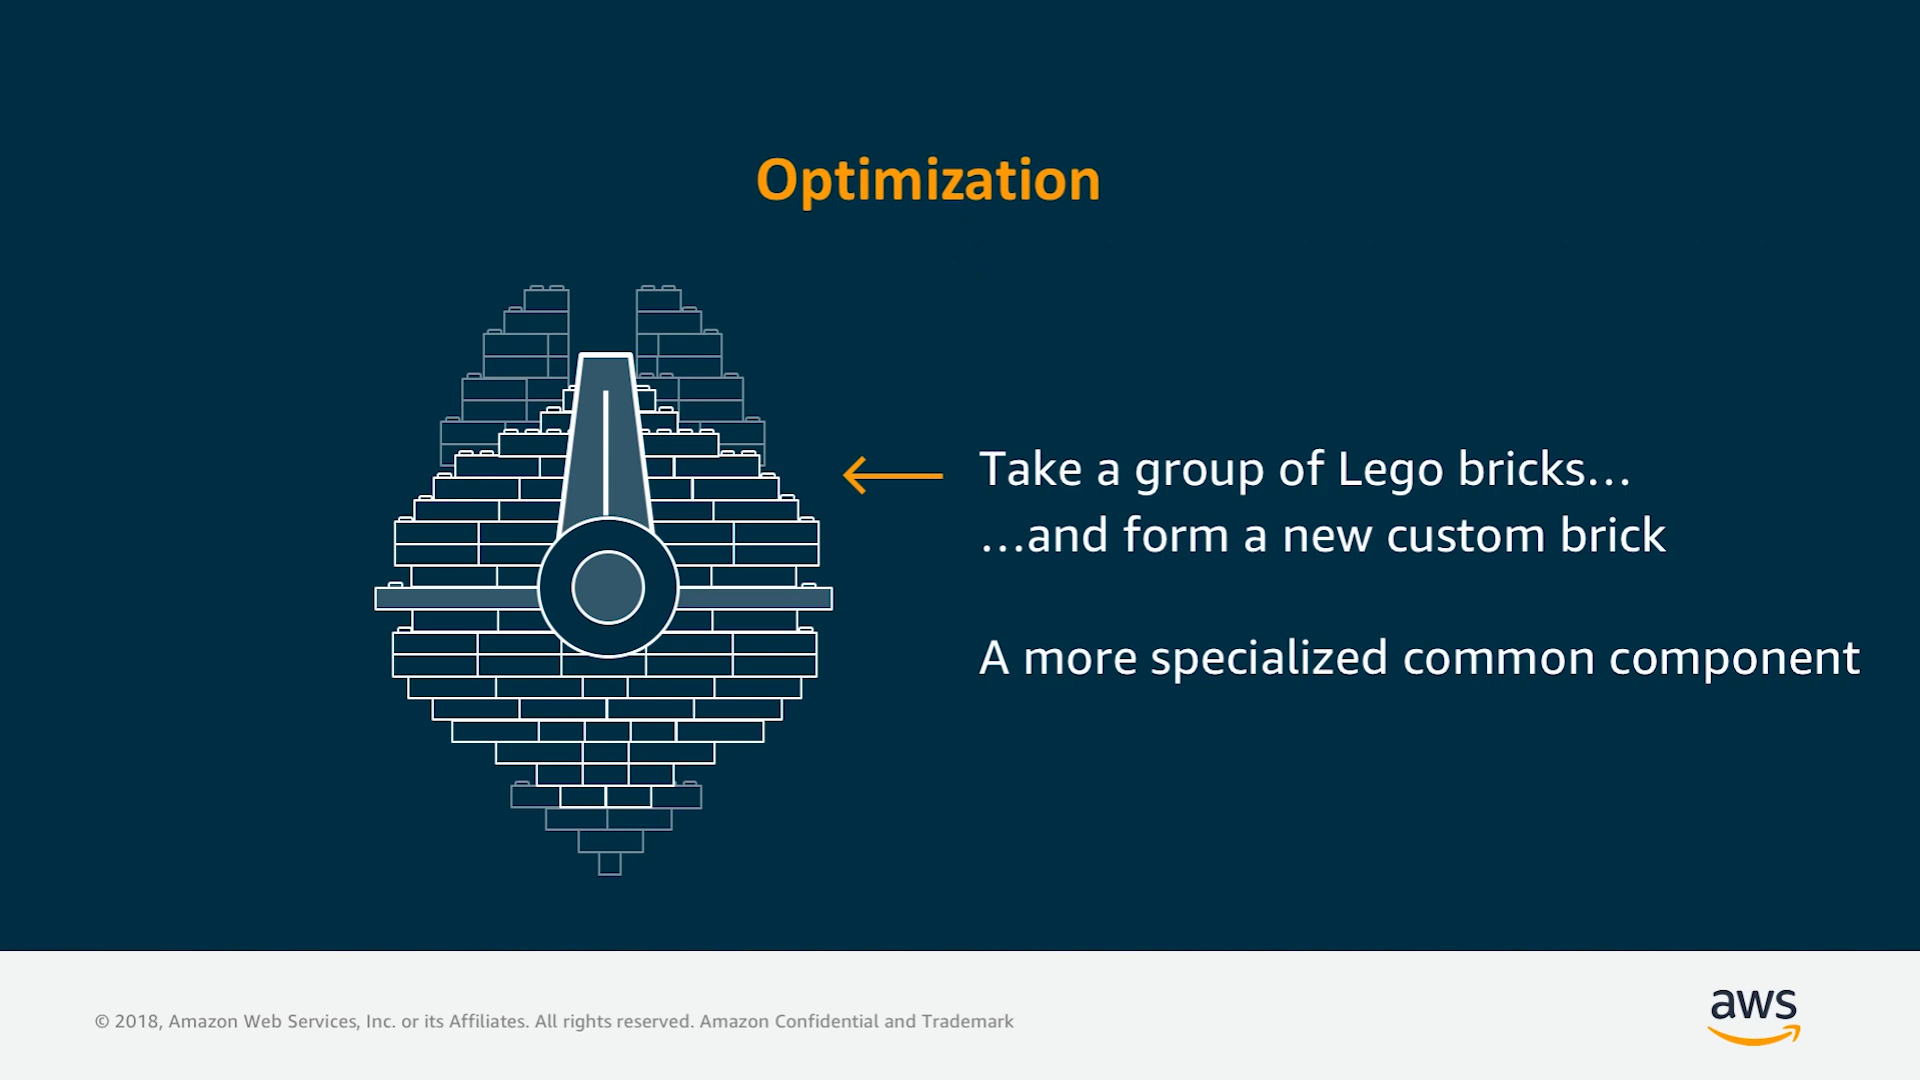 Optimization
Take a group of Lego bricks...
...and form a new custom brick
A more specialized common component
© 2018, Amazon Web Services, Inc. or its Affiliates. All rights reserved. Amazon Confidential and Trademark
aws